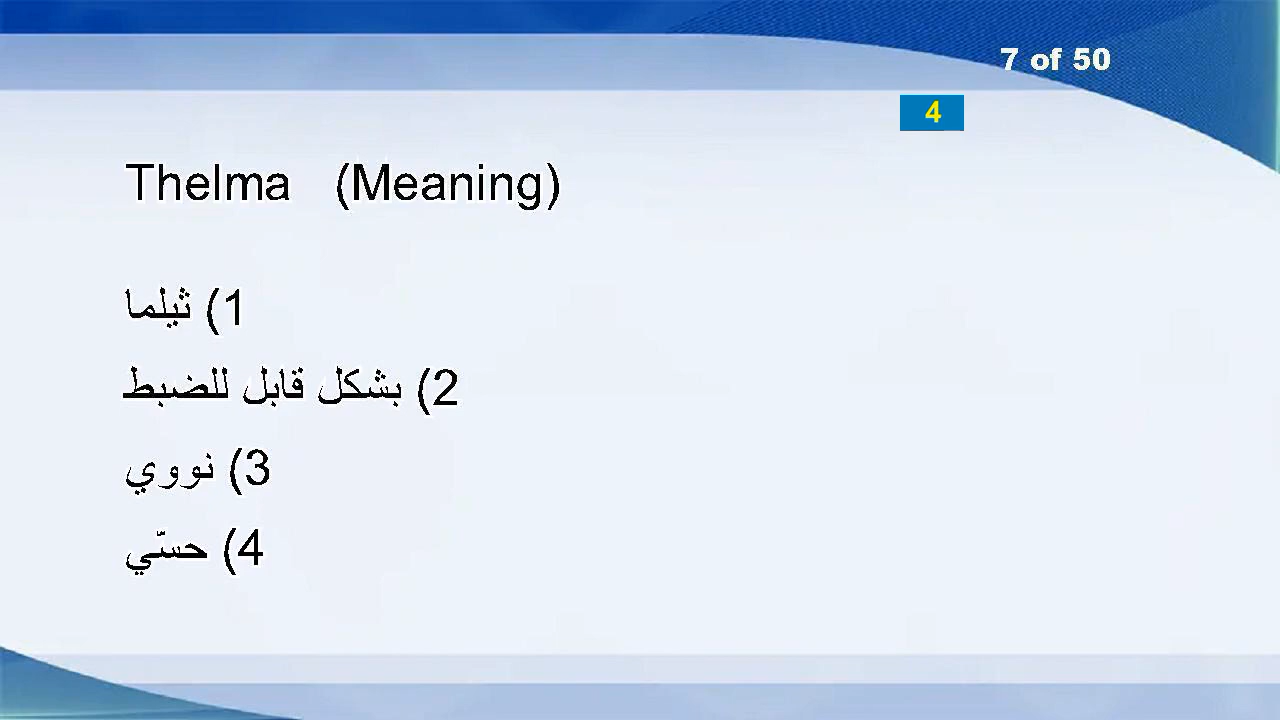 7 of 50
4
Thelma (Meaning)
1) ثيلما
2) بشكل قابل للضبط
3) نووي
4) حسّي